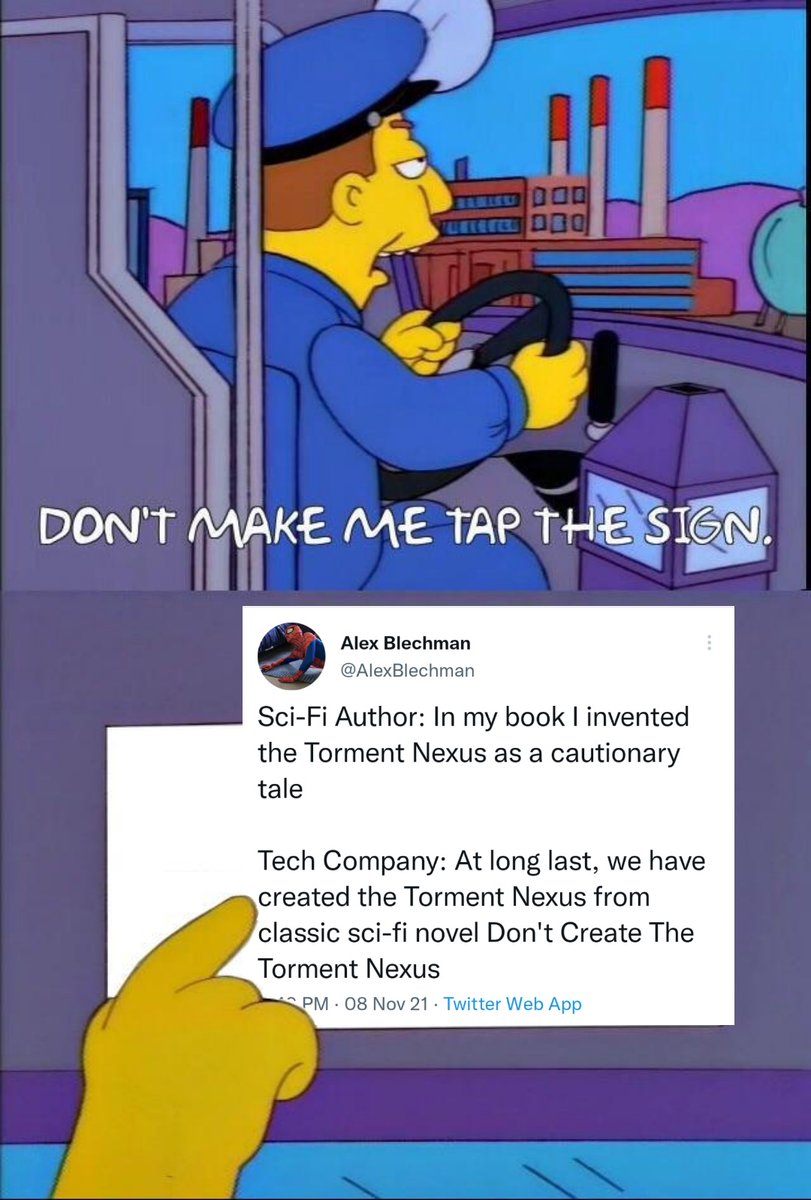 DON'T MAKE ME TAP THE SIGN.
Alex Blechman
@AlexBlechman
Sci-Fi Author: In my book I invented
the Torment Nexus as a cautionary
tale
Tech Company: At long last, we have
created the Torment Nexus from
classic sci-fi novel Don't Create The
Torment Nexus
PM · 08 Nov 21 · Twitter Web App